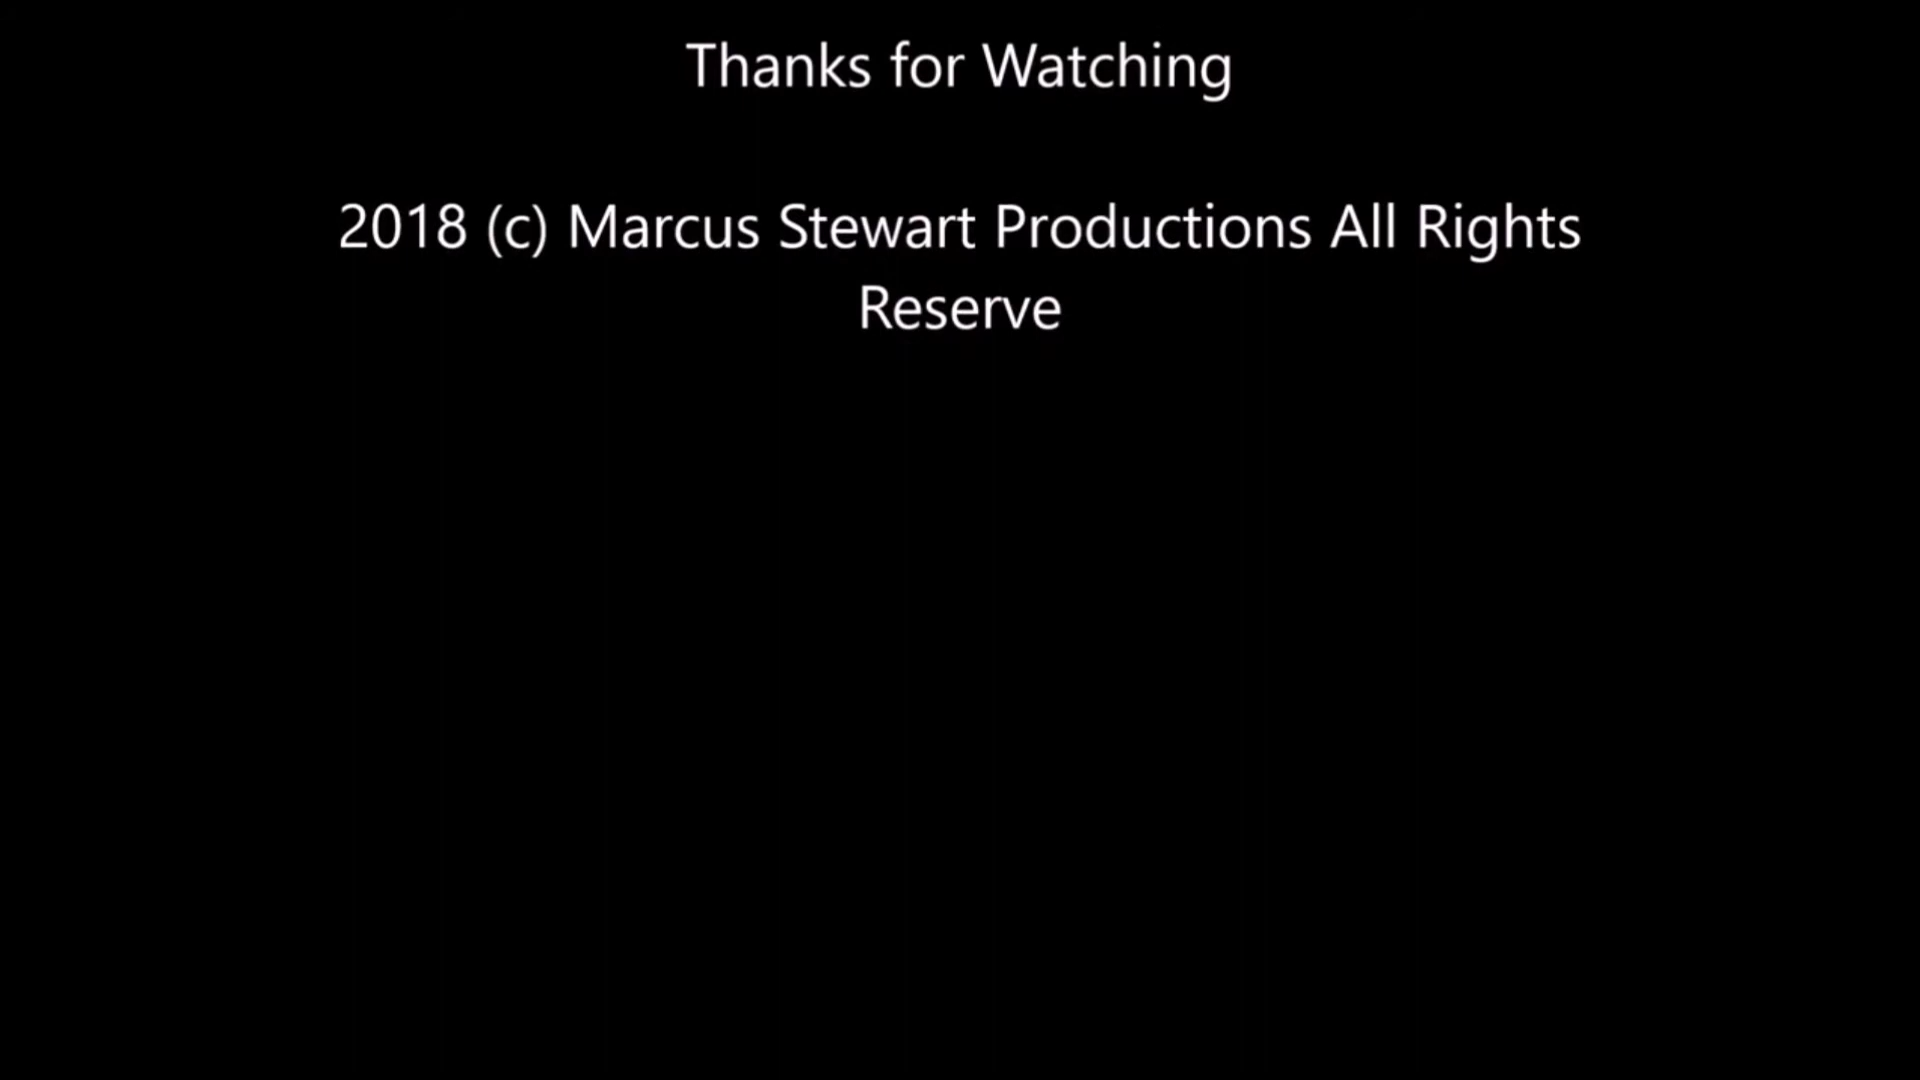 Thanks for Watching
2018 (c) Marcus Stewart Productions All Rights
Reserve